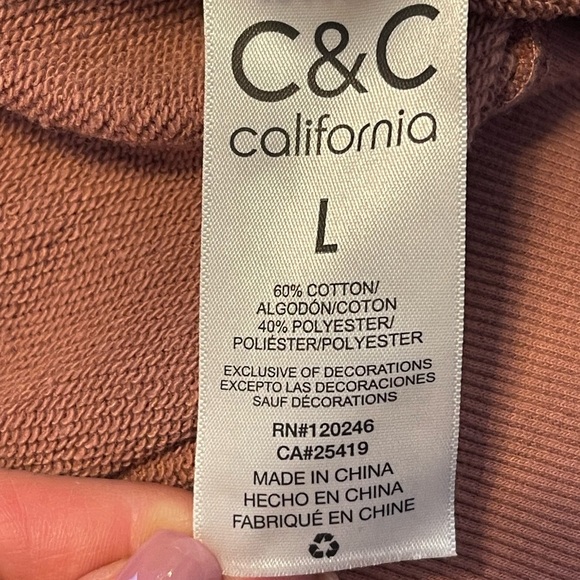 C&C
california
L
60% COTTON/
ALGODÓN/COTON
40% POLYESTER/
POLIÉSTER/POLYESTER
EXCLUSIVE OF DECORATIONS
EXCEPTO LAS DECORACIONES
SAUF DÉCORATIONS
RN#120246
CA#25419
MADE IN CHINA
HECHO EN CHINA
FABRIQUÉ EN CHINE